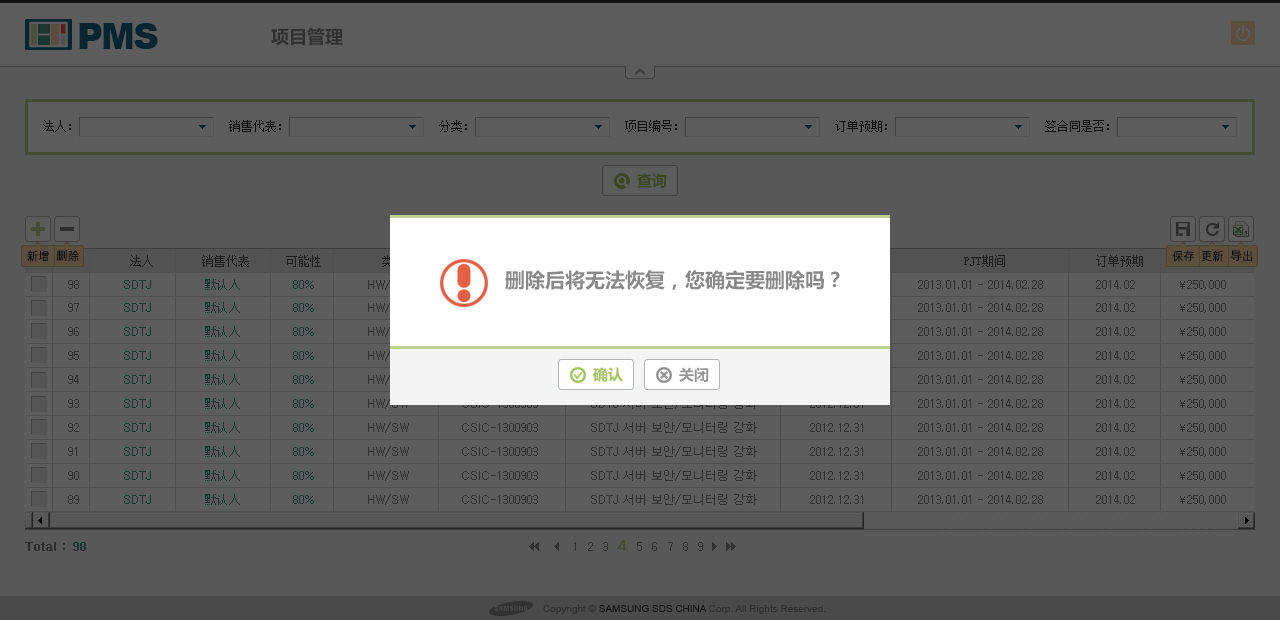 PMS 项目管理
法人： 销售代表： 分类： 项目编号： 订单预期： 签合同是否：
查询
新增 删除 保存 更新 导出
法人 销售代表 可能性 PJT期间 订单预期
98 SDTJ 默认人 80% HW/ 2013.01.01 - 2014.02.28 2014.02 ¥250,000
97 SDTJ 默认人 80% HW/ 2013.01.01 - 2014.02.28 2014.02 ¥250,000
96 SDTJ 默认人 80% HW/ 2013.01.01 - 2014.02.28 2014.02 ¥250,000
95 SDTJ 默认人 80% HW/ 2013.01.01 - 2014.02.28 2014.02 ¥250,000
94 SDTJ 默认人 80% HW/ 2013.01.01 - 2014.02.28 2014.02 ¥250,000
93 SDTJ 默认人 80% HW/SW CSIC-1300903 SDTJ 서버 보안/모니터링 강화 2012.12.31 2013.01.01 - 2014.02.28 2014.02 ¥250,000
92 SDTJ 默认人 80% HW/SW CSIC-1300903 SDTJ 서버 보안/모니터링 강화 2012.12.31 2013.01.01 - 2014.02.28 2014.02 ¥250,000
91 SDTJ 默认人 80% HW/SW CSIC-1300903 SDTJ 서버 보안/모니터링 강화 2012.12.31 2013.01.01 - 2014.02.28 2014.02 ¥250,000
90 SDTJ 默认人 80% HW/SW CSIC-1300903 SDTJ 서버 보안/모니터링 강화 2012.12.31 2013.01.01 - 2014.02.28 2014.02 ¥250,000
89 SDTJ 默认人 80% HW/SW CSIC-1300903 SDTJ 서버 보안/모니터링 강화 2012.12.31 2013.01.01 - 2014.02.28 2014.02 ¥250,000
删除后将无法恢复，您确定要删除吗？
确认 关闭
Total : 98 1 2 3 4 5 6 7 8 9
SAMSUNG Copyright © SAMSUNG SDS CHINA Corp. All Rights Reserved.